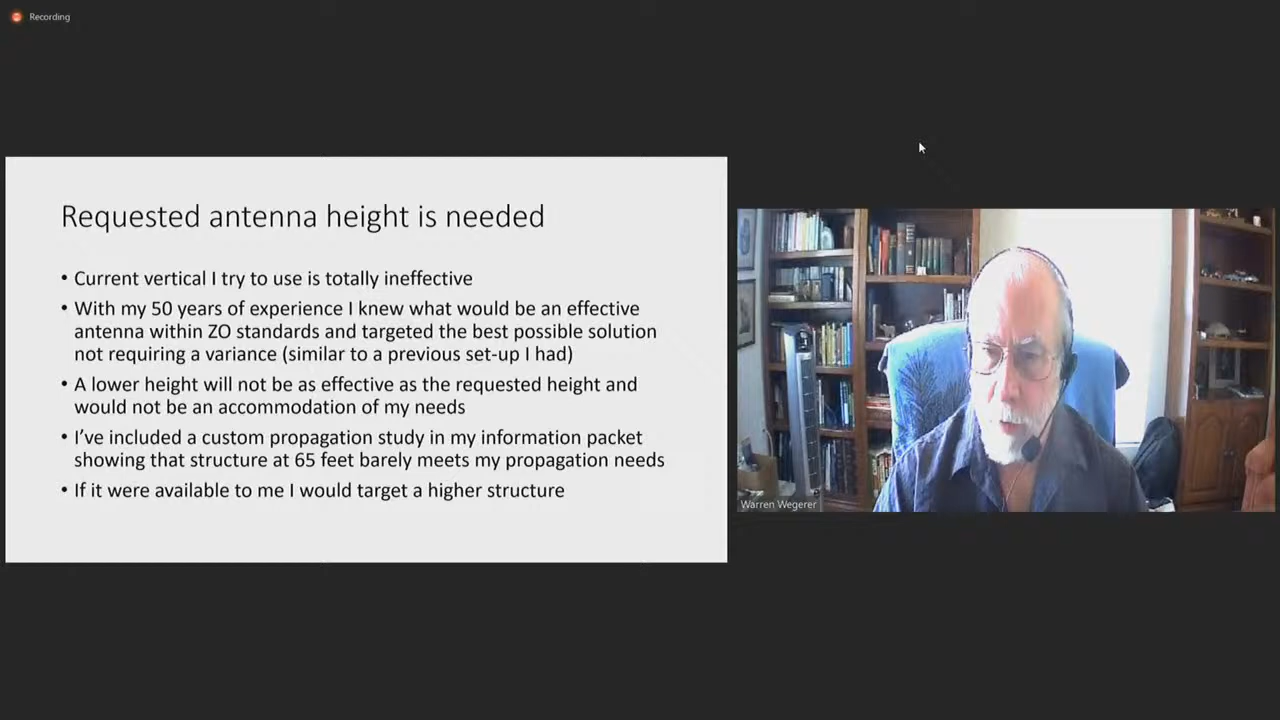 Recording
Requested antenna height is needed
• Current vertical I try to use is totally ineffective
• With my 50 years of experience I knew what would be an effective
antenna within ZO standards and targeted the best possible solution
not requiring a variance (similar to a previous set-up I had)
• A lower height will not be as effective as the requested height and
would not be an accommodation of my needs
• I've included a custom propagation study in my information packet
showing that structure at 65 feet barely meets my propagation needs
• If it were available to me I would target a higher structure
Warren Wegerer